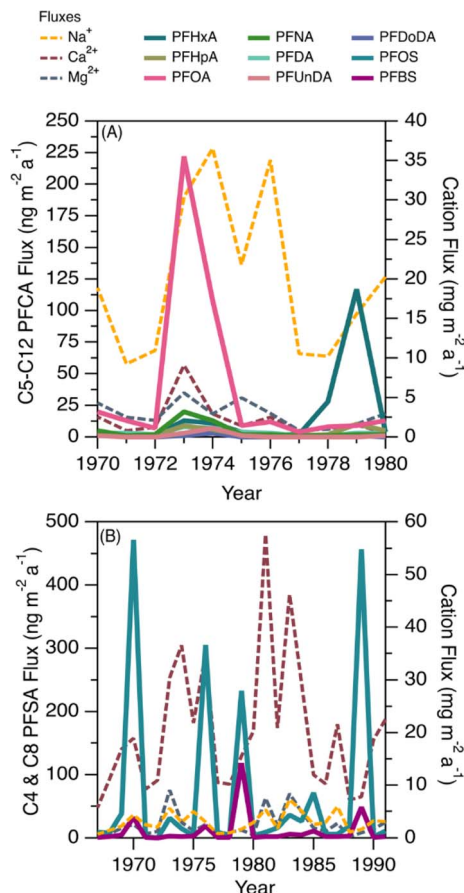 Fluxes
Na+ PFHxA PFNA PFDoDA
Ca2+ PFHpA PFDA PFOS
Mg2+ PFOA PFUnDA PFBS
(A)
250
225
200
175
150
125
100
75
50
25
0
C5-C12 PFCA Flux (ng m-2 a-1)
40
35
30
25
20
15
10
5
0
Cation Flux (mg m-2 a-1)
1970 1972 1974 1976 1978 1980
Year
(B)
500
400
300
200
100
0
C4 & C8 PFSA Flux (ng m-2 a-1)
60
50
40
30
20
10
0
Cation Flux (mg m-2 a-1)
1970 1975 1980 1985 1990
Year